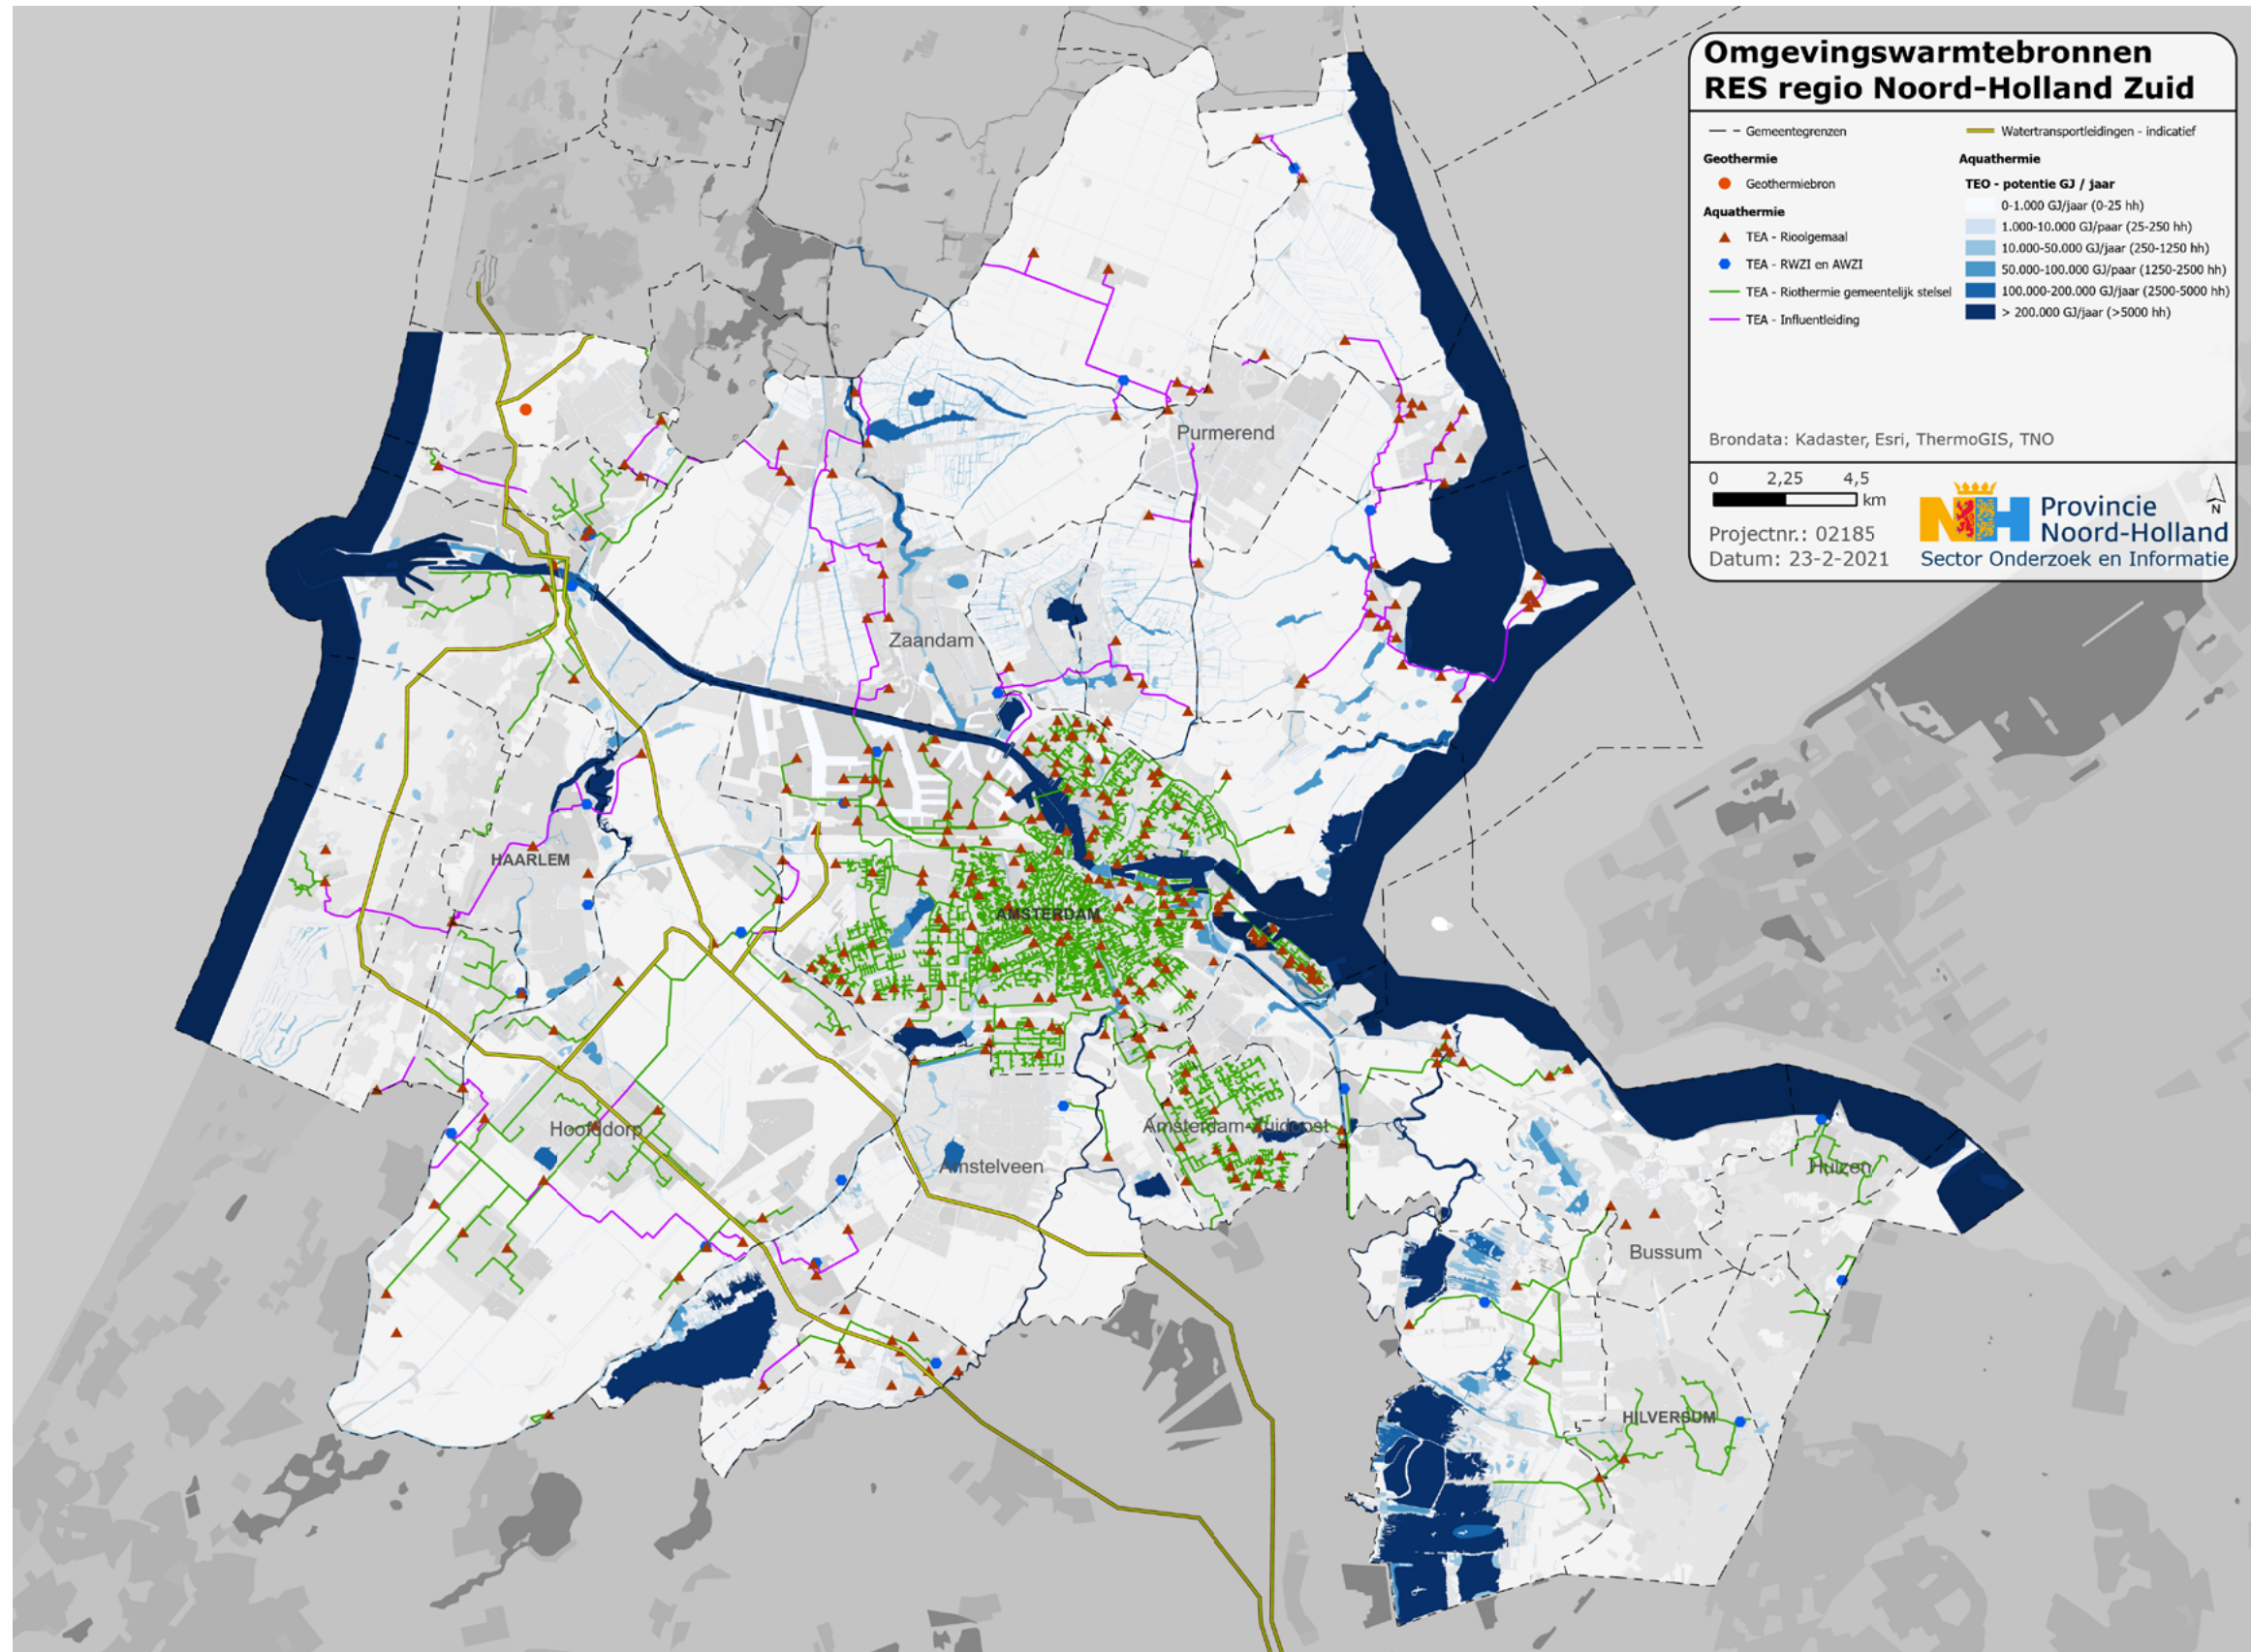 Omgevingswarmtebronnen
RES regio Noord-Holland Zuid
Gemeentegrenzen
Geothermie
Geothermiebron
Aquathermie
TEA - Rioolgemaal
TEA - RWZI en AWZI
TEA - Riothermie gemeentelijk stelsel
TEA - Influentleiding
Watertransportleidingen - indicatief
Aquathermie
TEO - potentie GJ / jaar
0-1.000 GJ/jaar (0-25 hh)
1.000-10.000 GJ/paar (25-250 hh)
10.000-50.000 GJ/jaar (250-1250 hh)
50.000-100.000 GJ/paar (1250-2500 hh)
100.000-200.000 GJ/jaar (2500-5000 hh)
> 200.000 GJ/jaar (>5000 hh)
Brondata: Kadaster, Esri, ThermoGIS, TNO
0 2,25 4,5
km
N
Projectnr.: 02185
Datum: 23-2-2021
NH
Provincie
Noord-Holland
Sector Onderzoek en Informatie
Purmerend
Zaandam
HAARLEM
AMSTERDAM
Hoofddorp
Amstelveen
Amsterdam-Zuidoost
Huizen
Bussum
HILVERSUM